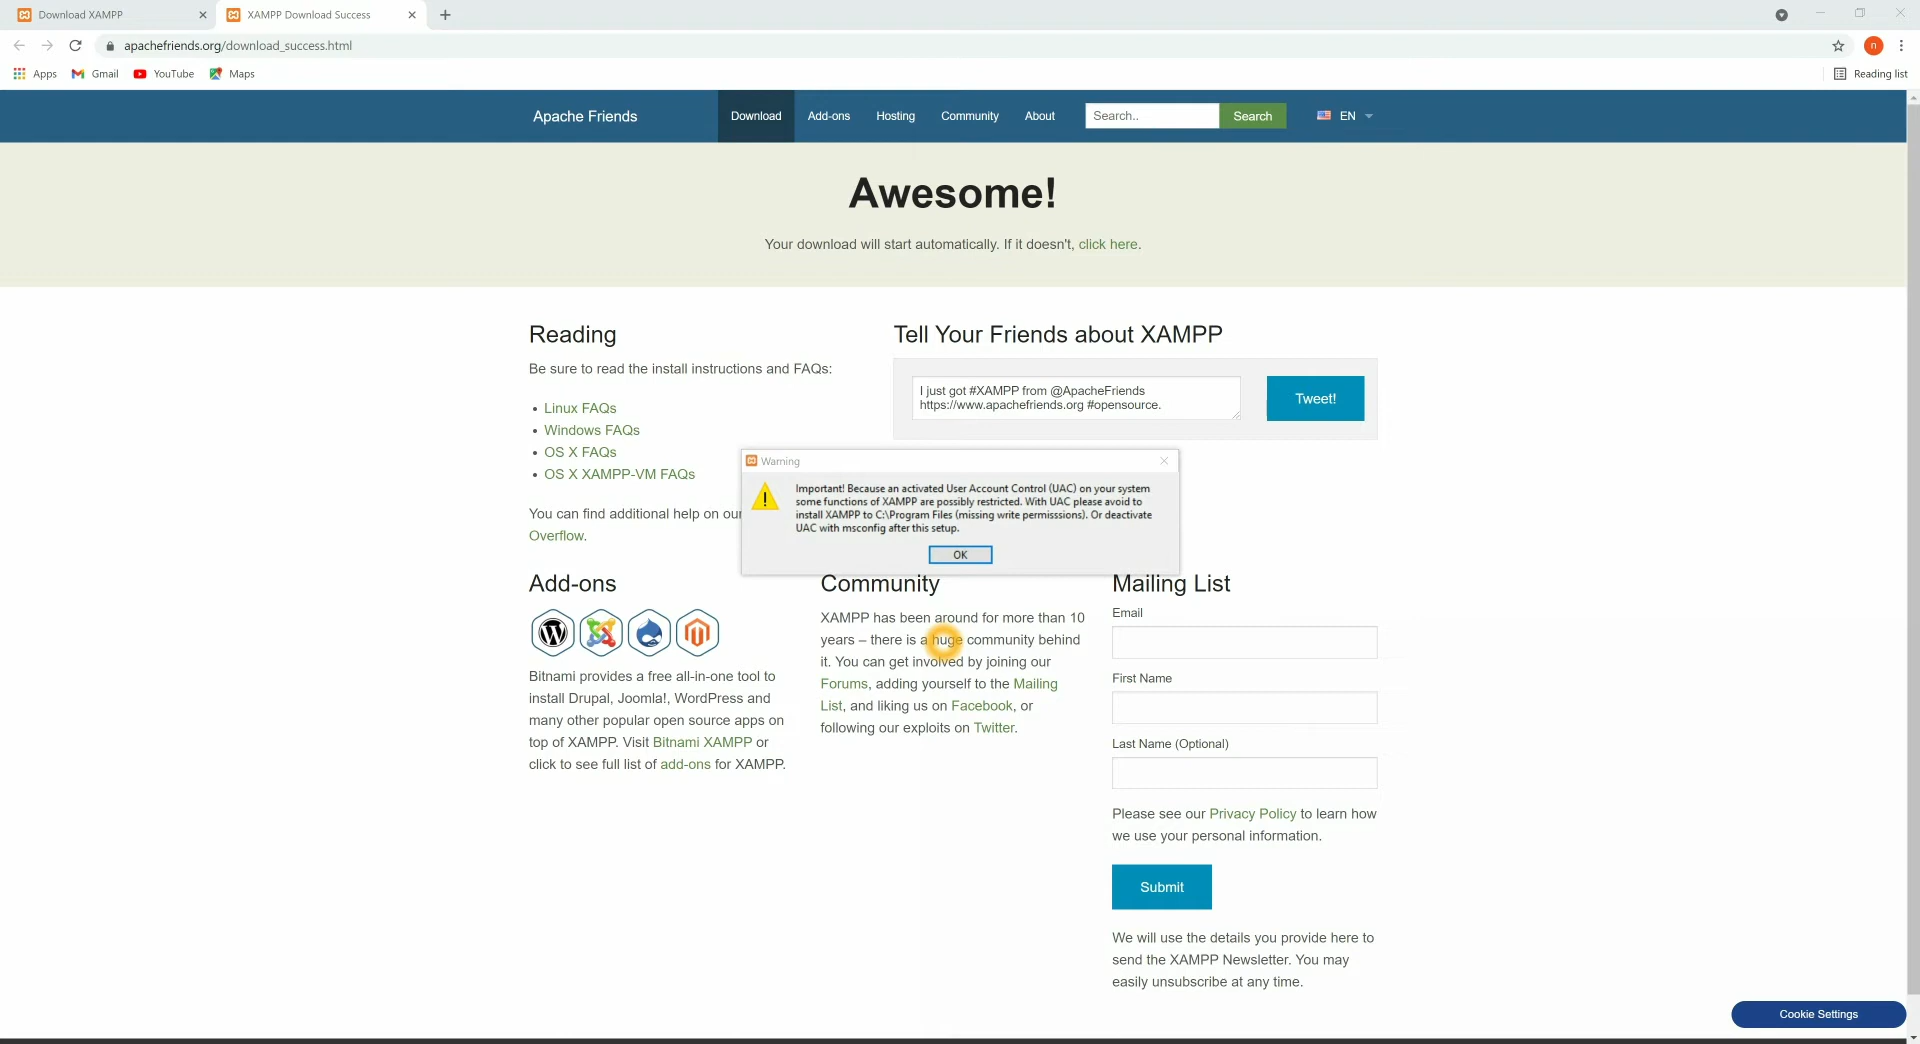 Download XAMPP
XAMPP Download Success
apachefriends.org/download_success.html
n
Apps
Gmail
YouTube
Maps
Reading list
Apache Friends
Download
Add-ons
Hosting
Community
About
Search..
Search
EN
Awesome!
Your download will start automatically. If it doesn't, click here.
Reading
Be sure to read the install instructions and FAQs:
• Linux FAQs
• Windows FAQs
• OS X FAQs
• OS X XAMPP-VM FAQs
You can find additional help on our
Overflow.
Tell Your Friends about XAMPP
I just got #XAMPP from @ApacheFriends
https://www.apachefriends.org #opensource.
Tweet!
Warning
Important! Because an activated User Account Control (UAC) on your system
some functions of XAMPP are possibly restricted. With UAC please avoid to
install XAMPP to C:\Program Files (missing write permisssions). Or deactivate
UAC with msconfig after this setup.
OK
Add-ons
Bitnami provides a free all-in-one tool to
install Drupal, Joomla!, WordPress and
many other popular open source apps on
top of XAMPP. Visit Bitnami XAMPP or
click to see full list of add-ons for XAMPP.
Community
XAMPP has been around for more than 10
years – there is a huge community behind
it. You can get involved by joining our
Forums, adding yourself to the Mailing
List, and liking us on Facebook, or
following our exploits on Twitter.
Mailing List
Email
First Name
Last Name (Optional)
Please see our Privacy Policy to learn how
we use your personal information.
Submit
We will use the details you provide here to
send the XAMPP Newsletter. You may
easily unsubscribe at any time.
Cookie Settings